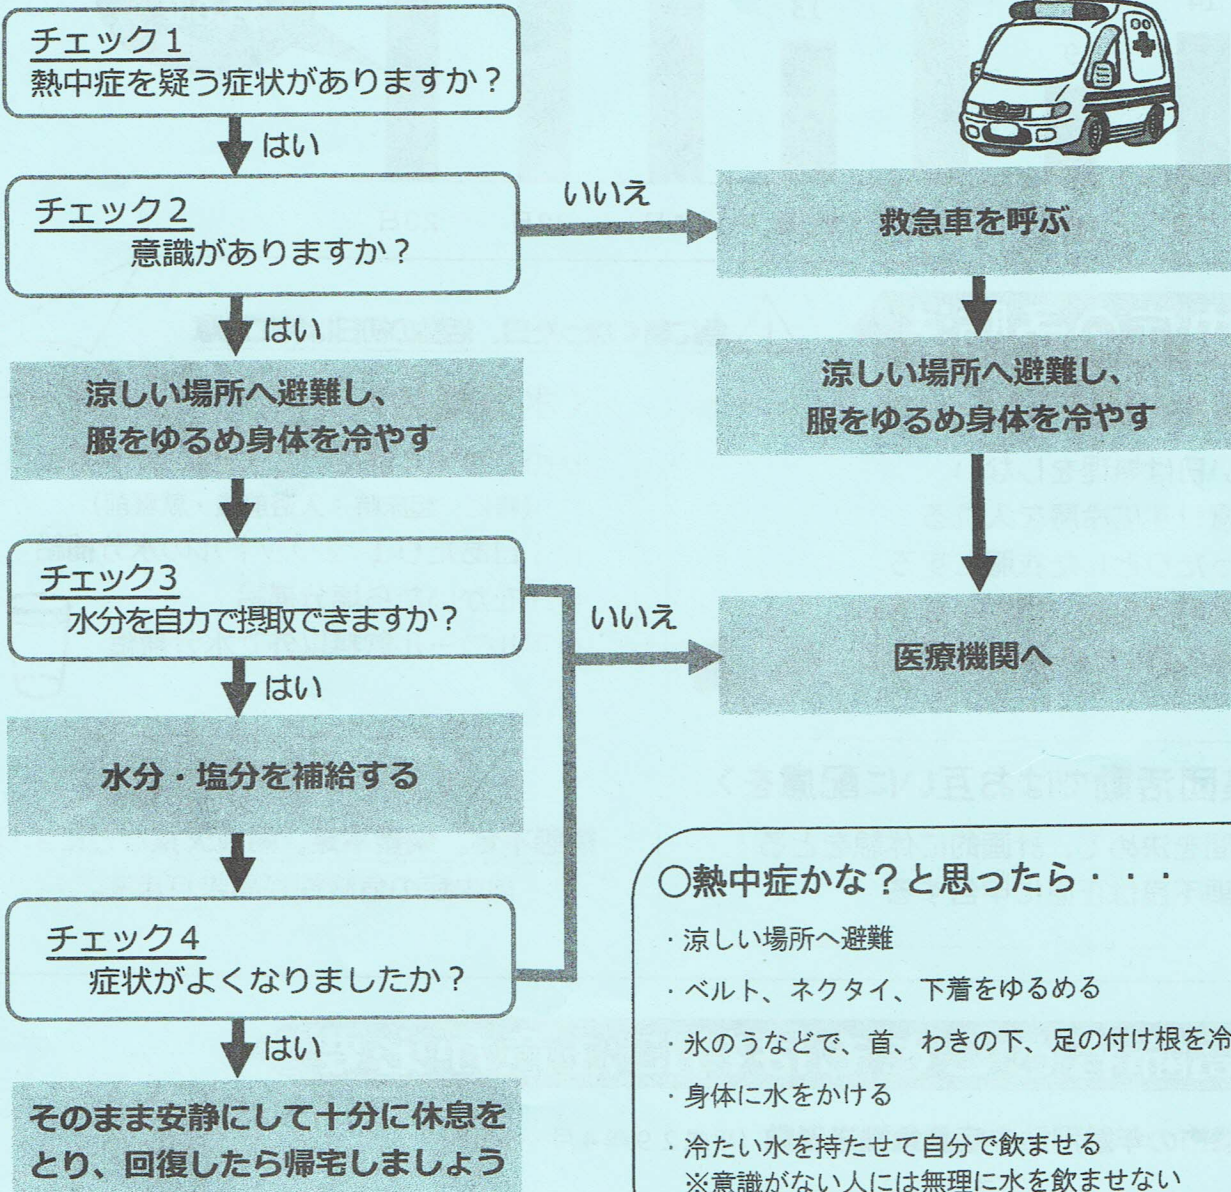 チェック1
熱中症を疑う症状がありますか？
はい
チェック2
意識がありますか？
いいえ
救急車を呼ぶ
はい
涼しい場所へ避難し、
服をゆるめ身体を冷やす
涼しい場所へ避難し、
服をゆるめ身体を冷やす
チェック3
水分を自力で摂取できますか？
いいえ
医療機関へ
はい
水分・塩分を補給する
チェック4
症状がよくなりましたか？
はい
そのまま安静にして十分に休息を
とり、回復したら帰宅しましょう
○熱中症かな？と思ったら・・・
・涼しい場所へ避難
・ベルト、ネクタイ、下着をゆるめる
・氷のうなどで、首、わきの下、足の付け根を冷
・身体に水をかける
・冷たい水を持たせて自分で飲ませる
※意識がない人には無理に水を飲ませない